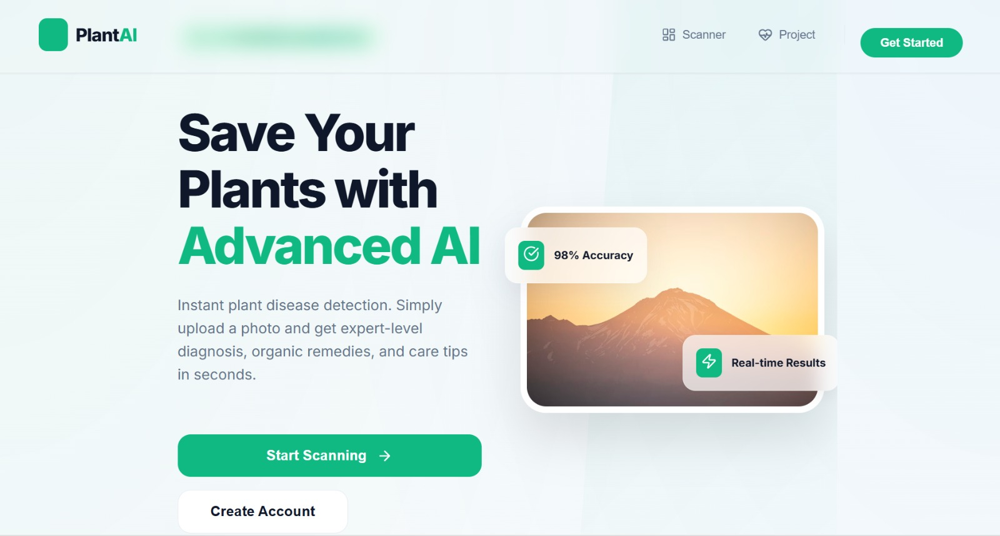 PlantAI
Scanner
Project
Get Started
Save Your
Plants with
Advanced AI
Instant plant disease detection. Simply
upload a photo and get expert-level
diagnosis, organic remedies, and care tips
in seconds.
98% Accuracy
Real-time Results
Start Scanning
Create Account